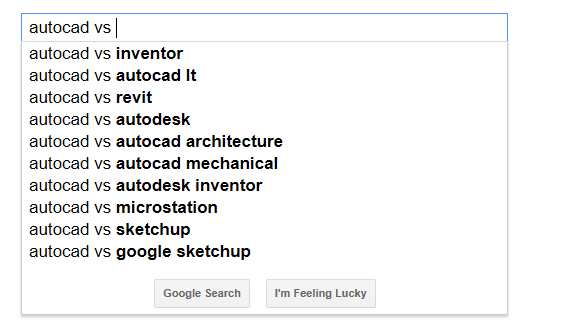 autocad vs
autocad vs inventor
autocad vs autocad lt
autocad vs revit
autocad vs autodesk
autocad vs autocad architecture
autocad vs autocad mechanical
autocad vs autodesk inventor
autocad vs microstation
autocad vs sketchup
autocad vs google sketchup
Google Search I'm Feeling Lucky